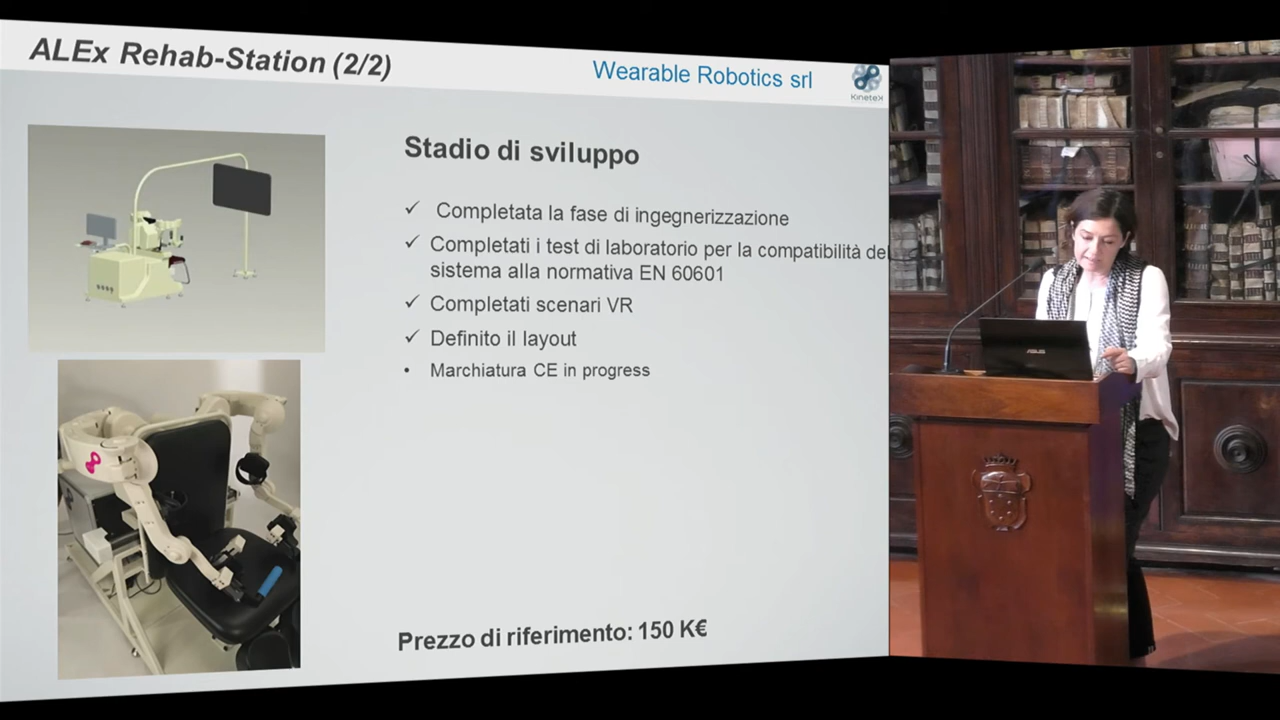 ALEx Rehab-Station (2/2)
Wearable Robotics srl
KineteK
Stadio di sviluppo
✓ Completata la fase di ingegnerizzazione
✓ Completati i test di laboratorio per la compatibilità del
sistema alla normativa EN 60601
✓ Completati scenari VR
✓ Definito il layout
• Marchiatura CE in progress
Prezzo di riferimento: 150 K€
ASUS